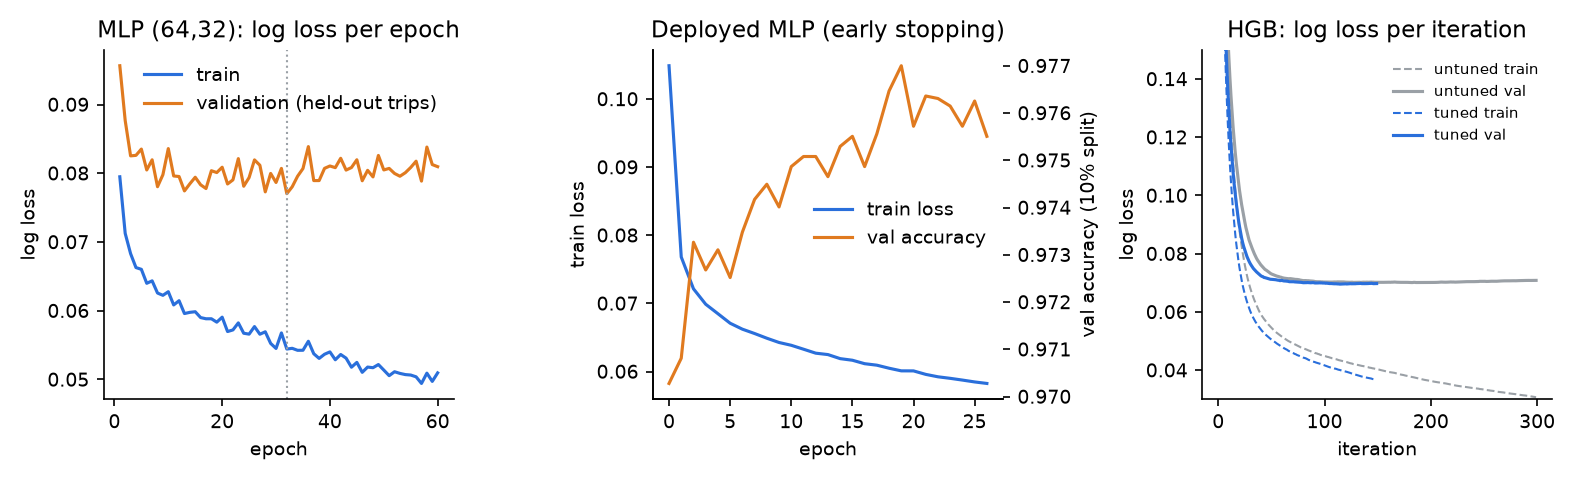 MLP (64,32): log loss per epoch
train
validation (held-out trips)
0.09
0.08
0.07
0.06
0.05
log loss
0
20
40
60
epoch
Deployed MLP (early stopping)
0.10
0.09
0.08
0.07
0.06
train loss
train loss
val accuracy
0.977
0.976
0.975
0.974
0.973
0.972
0.971
0.970
val accuracy (10% split)
0
5
10
15
20
25
epoch
HGB: log loss per iteration
untuned train
untuned val
tuned train
tuned val
0.14
0.12
0.10
0.08
0.06
0.04
log loss
0
100
200
300
iteration